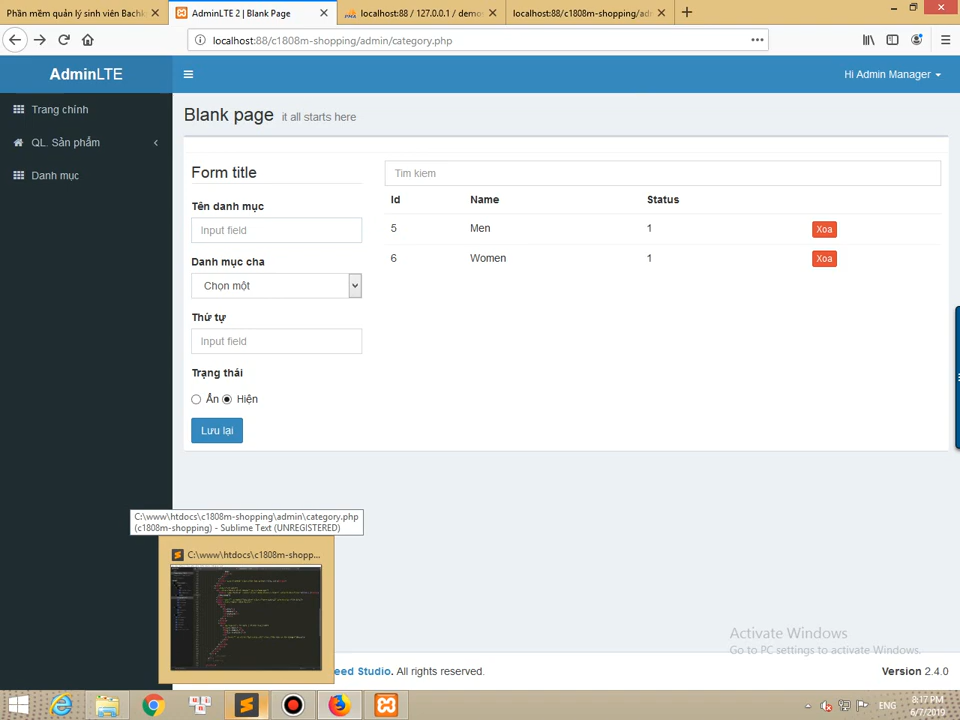 Phần mềm quản lý sinh viên Bachk
AdminLTE 2 | Blank Page
localhost:88 / 127.0.0.1 / demo
localhost:88/c1808m-shopping/adm
localhost:88/c1808m-shopping/admin/category.php
AdminLTE
Hi Admin Manager
Trang chính
QL. Sản phẩm
Danh mục
Blank page it all starts here
Form title
Tên danh mục
Input field
Danh mục cha
Chọn một
Thứ tự
Input field
Trạng thái
Ẩn Hiện
Lưu lại
Tim kiem
Id Name Status
5 Men 1 Xoa
6 Women 1 Xoa
C:\www\htdocs\c1808m-shopping\admin\category.php
(c1808m-shopping) - Sublime Text (UNREGISTERED)
C:\www\htdocs\c1808m-shopp...
Activate Windows
Go to PC settings to activate Windows.
eed Studio. All rights reserved.
Version 2.4.0
ENG
8:17 PM
6/7/2019